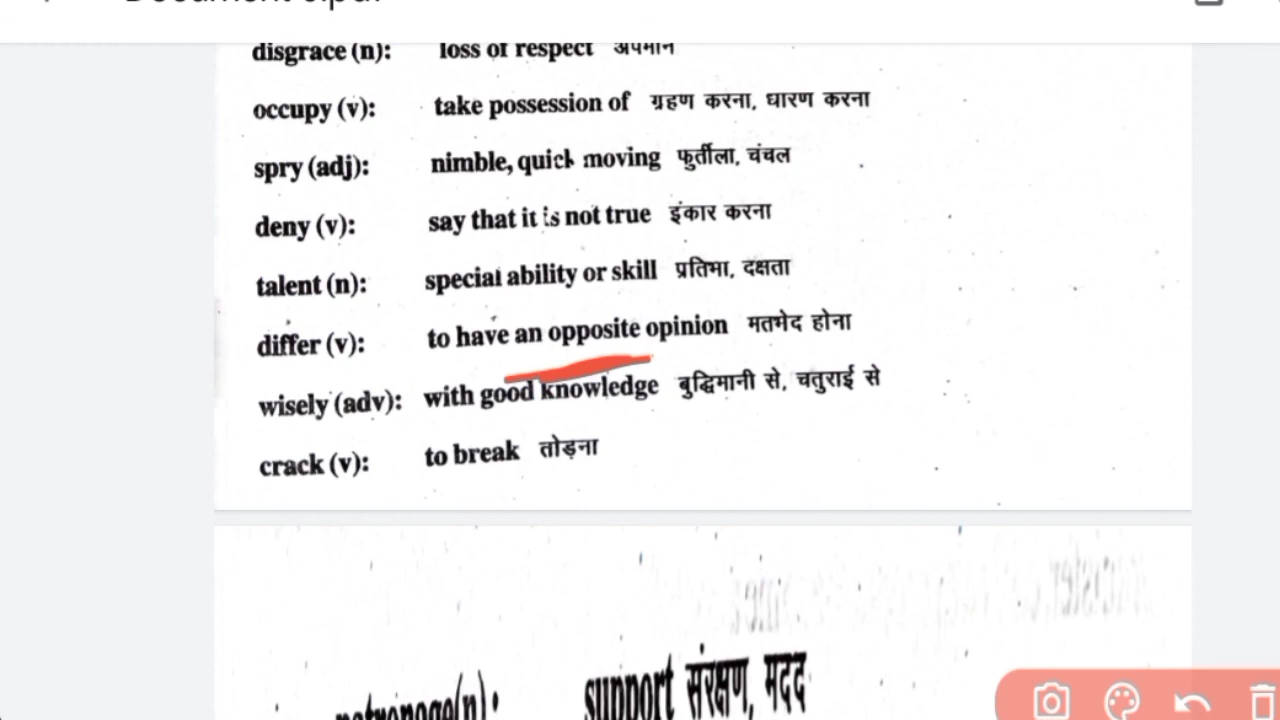 disgrace (n): loss of respect अपमान
occupy (v): take possession of ग्रहण करना, धारण करना
spry (adj): nimble, quick moving फुर्तीला, चंचल
deny (v): say that it is not true इंकार करना
talent (n): special ability or skill प्रतिभा, दक्षता
differ (v): to have an opposite opinion मतभेद होना
wisely (adv): with good knowledge बुद्धिमानी से, चतुराई से
crack (v): to break तोड़ना
support संरक्षण, मदद